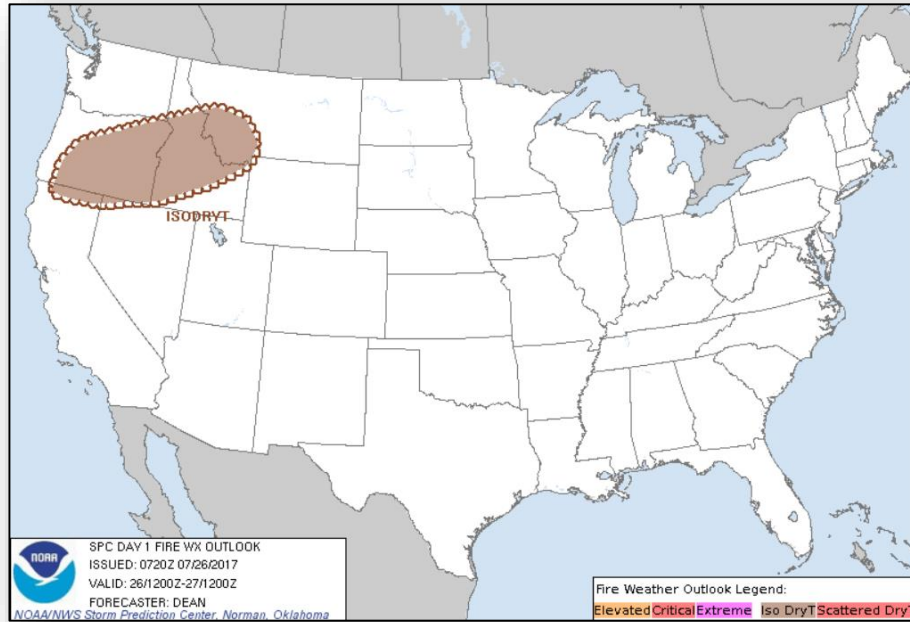 ISODRYT
NOAA
SPC DAY 1 FIRE WX OUTLOOK
ISSUED: 0720Z 07/26/2017
VALID: 26/1200Z-27/1200Z
FORECASTER: DEAN
NOAA/NWS Storm Prediction Center, Norman, Oklahoma
Fire Weather Outlook Legend:
Elevated Critical Extreme Iso DryT Scattered DryT